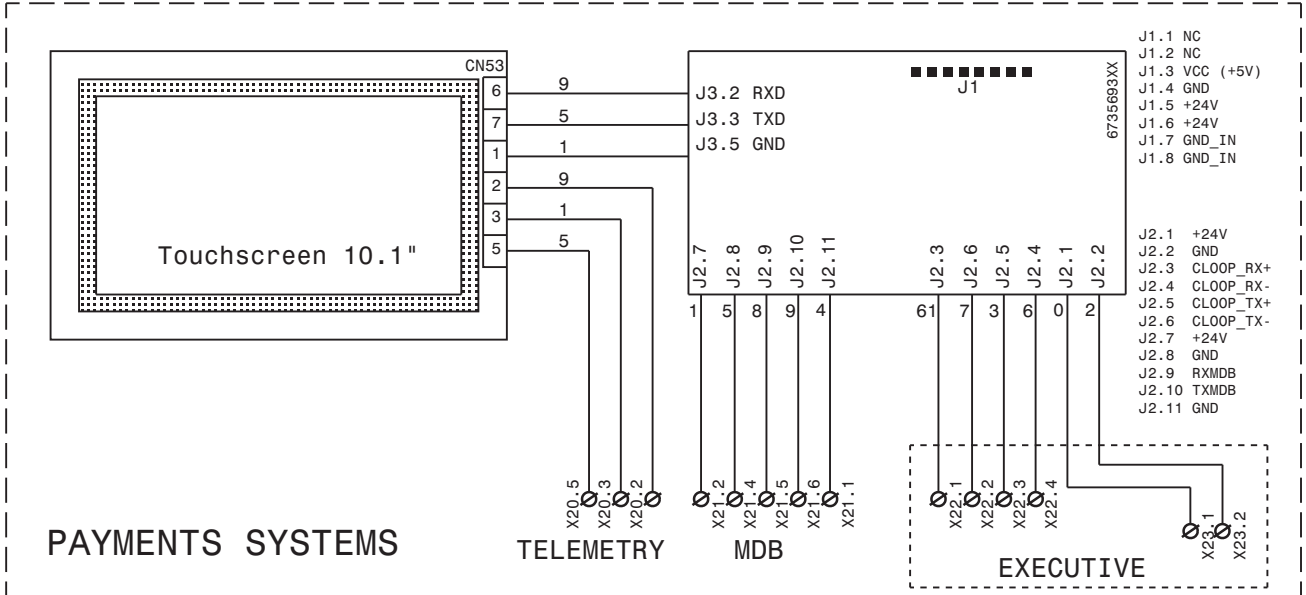 J1.1 NC
J1.2 NC
J1.3 VCC (+5V)
J1.4 GND
J1.5 +24V
J1.6 +24V
J1.7 GND_IN
J1.8 GND_IN
CN53
6
7
1
2
3
5
9
5
1
9
1
5
J3.2 RXD
J3.3 TXD
J3.5 GND
J1
6735693XX
Touchscreen 10.1"
J2.7
J2.8
J2.9
J2.10
J2.11
J2.3
J2.6
J2.5
J2.4
J2.1
J2.2
1
5
8
9
4
61
7
3
6
0
2
J2.1 +24V
J2.2 GND
J2.3 CLOOP_RX+
J2.4 CLOOP_RX-
J2.5 CLOOP_TX+
J2.6 CLOOP_TX-
J2.7 +24V
J2.8 GND
J2.9 RXMDB
J2.10 TXMDB
J2.11 GND
X20.5
X20.3
X20.2
X21.2
X21.4
X21.5
X21.6
X21.1
X22.1
X22.2
X22.3
X22.4
X23.1
X23.2
PAYMENTS SYSTEMS
TELEMETRY
MDB
EXECUTIVE